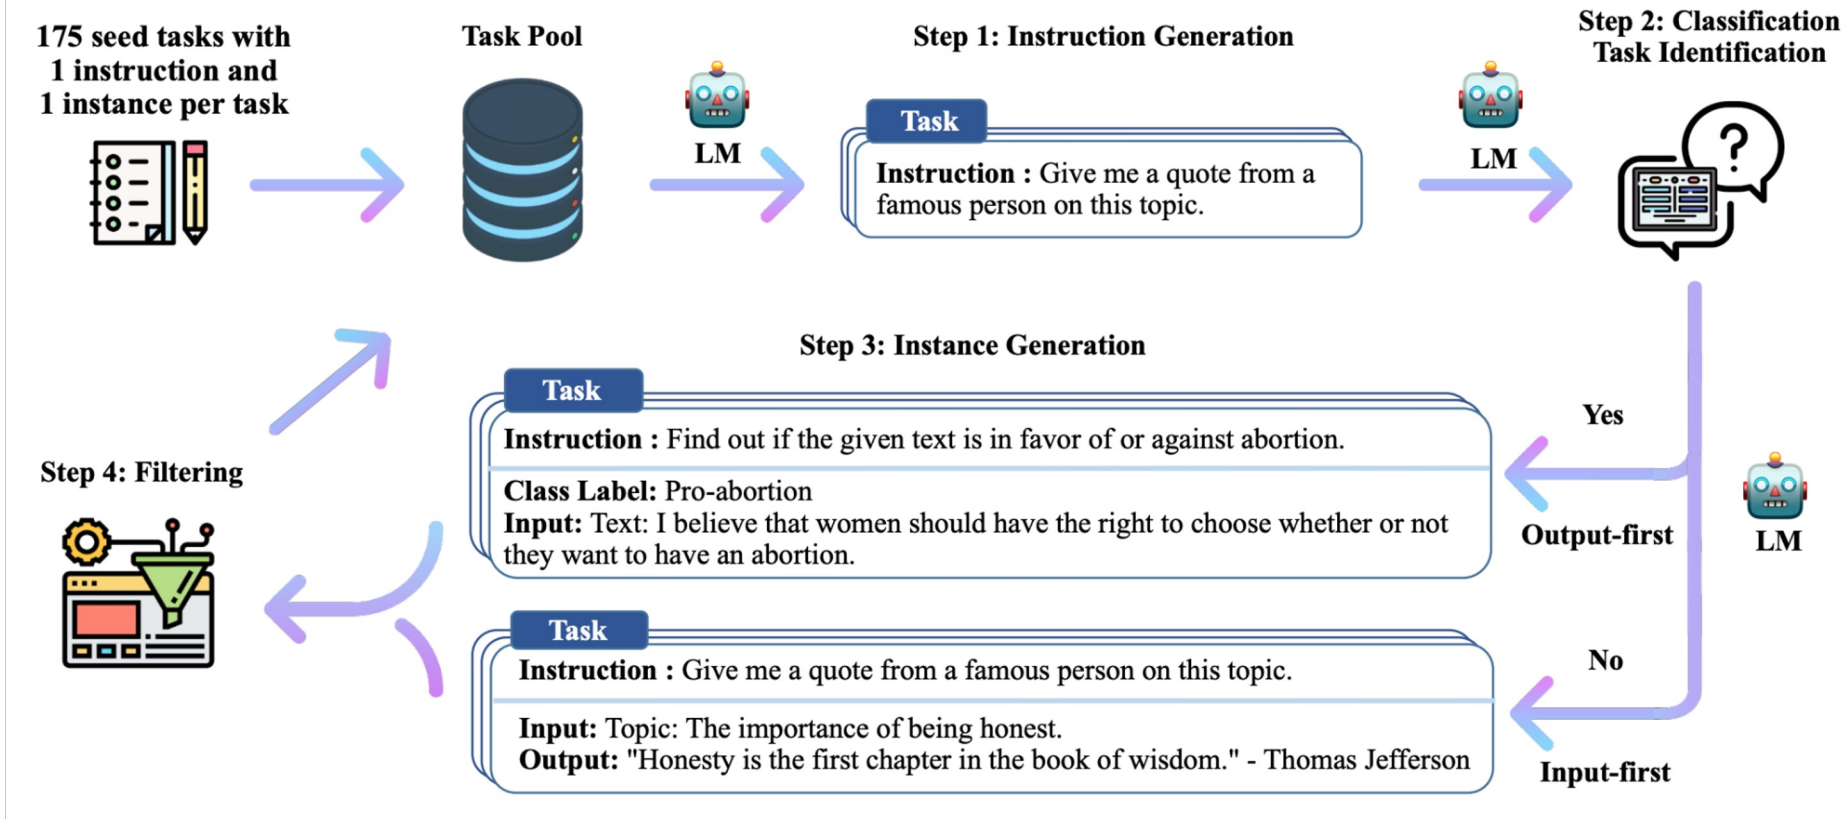 175 seed tasks with
1 instruction and
1 instance per task
Task Pool
LM
Step 1: Instruction Generation
Task
Instruction : Give me a quote from a
famous person on this topic.
LM
Step 2: Classification
Task Identification
?
Step 3: Instance Generation
Task
Instruction : Find out if the given text is in favor of or against abortion.
Class Label: Pro-abortion
Input: Text: I believe that women should have the right to choose whether or not
they want to have an abortion.
Yes
Output-first
LM
Task
Instruction : Give me a quote from a famous person on this topic.
Input: Topic: The importance of being honest.
Output: "Honesty is the first chapter in the book of wisdom." - Thomas Jefferson
No
Input-first
Step 4: Filtering